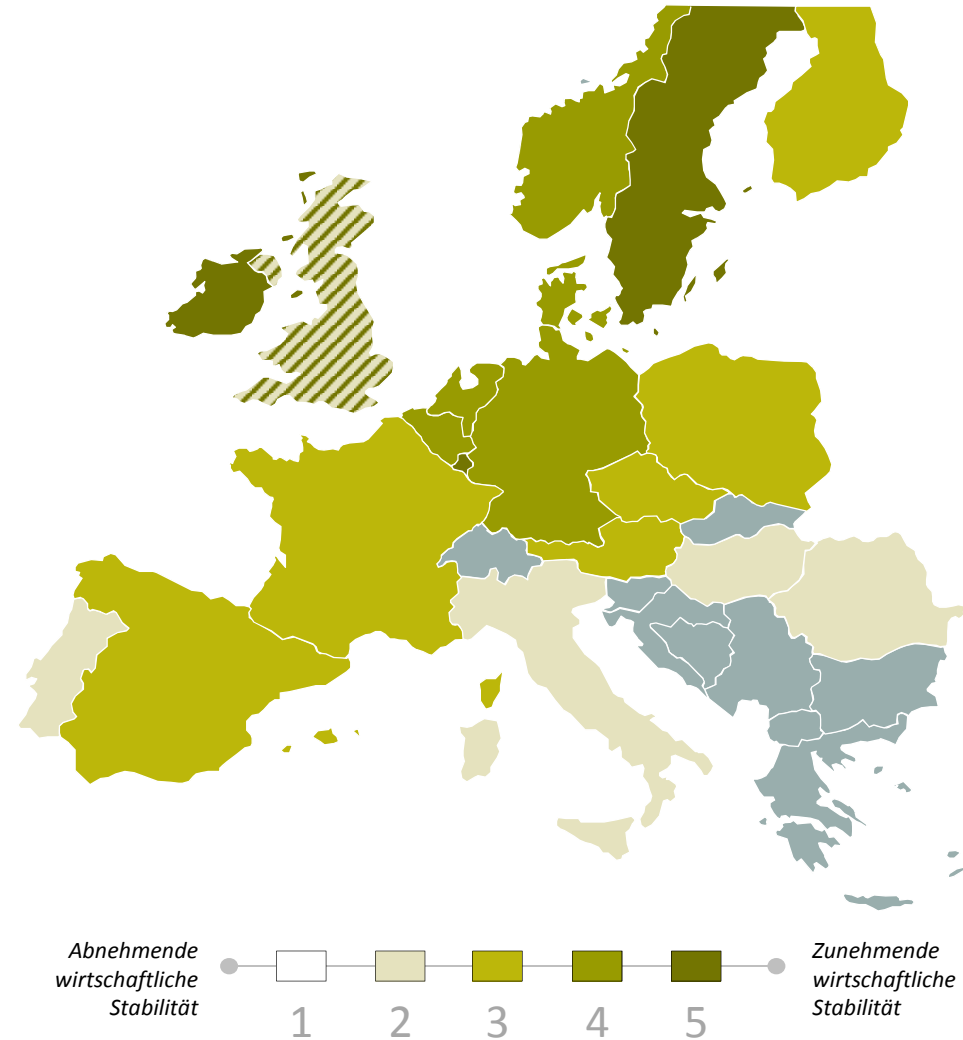 Abnehmende
wirtschaftliche
Stabilität
1 2 3 4 5
Zunehmende
wirtschaftliche
Stabilität